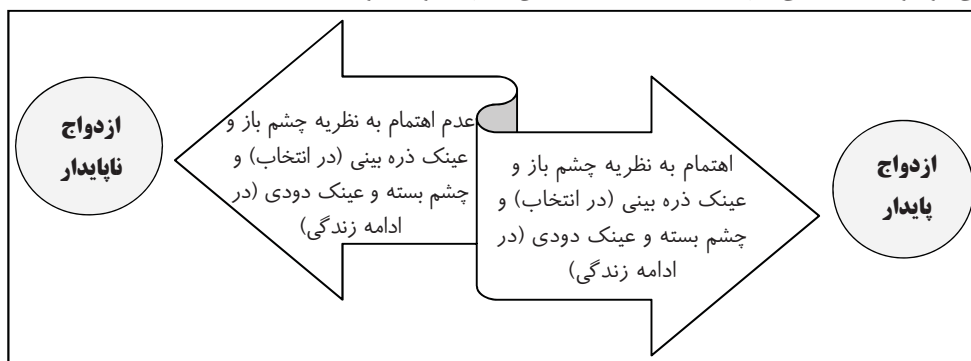 ازدواج
پایدار
اهتمام به نظریه چشم باز و
عینک ذره بینی (در انتخاب) و
چشم بسته و عینک دودی (در
ادامه زندگی)
عدم اهتمام به نظریه چشم باز و
عینک ذره بینی (در انتخاب) و
چشم بسته و عینک دودی (در
ادامه زندگی)
ازدواج
ناپایدار